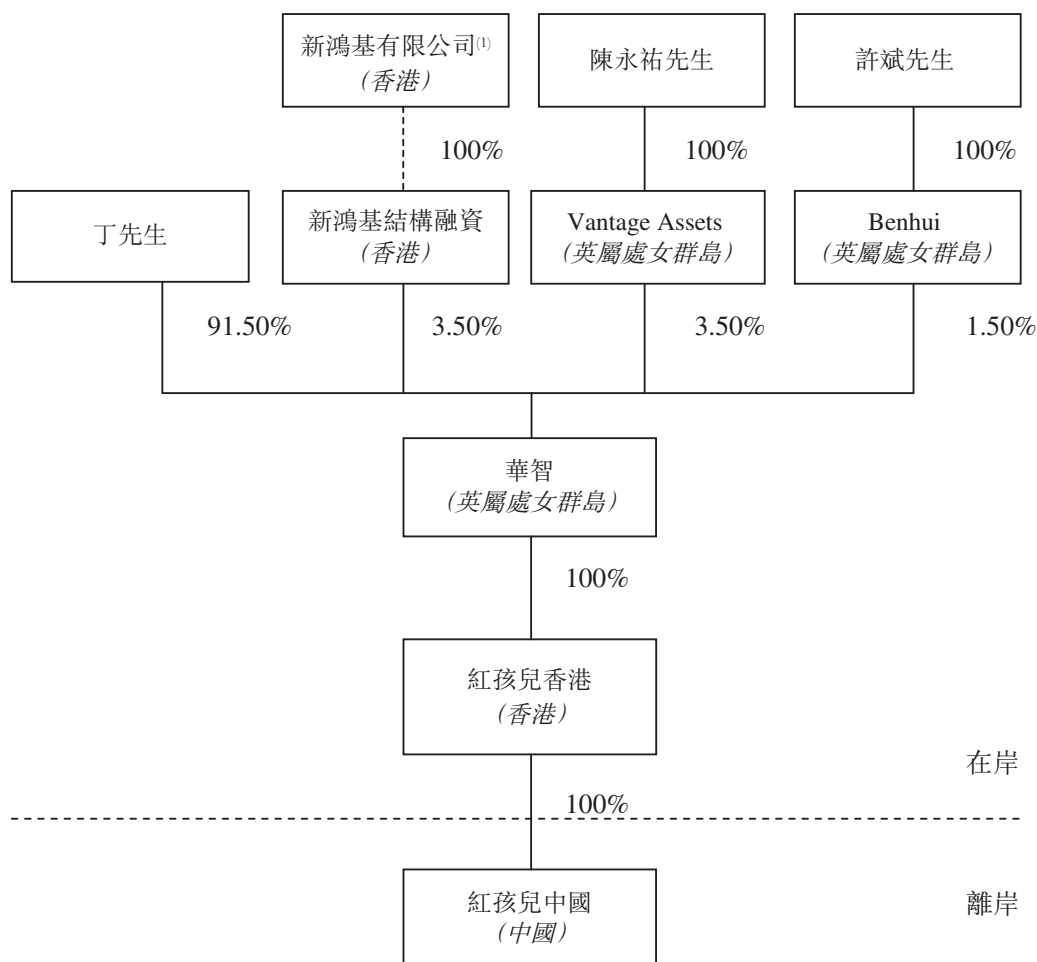 新鴻基有限公司(1)
(香港)
陳永祐先生
許斌先生
100%
100%
100%
丁先生
新鴻基結構融資
(香港)
Vantage Assets
(英屬處女群島)
Benhui
(英屬處女群島)
91.50%
3.50%
3.50%
1.50%
華智
(英屬處女群島)
100%
紅孩兒香港
(香港)
在岸
100%
紅孩兒中國
(中國)
離岸